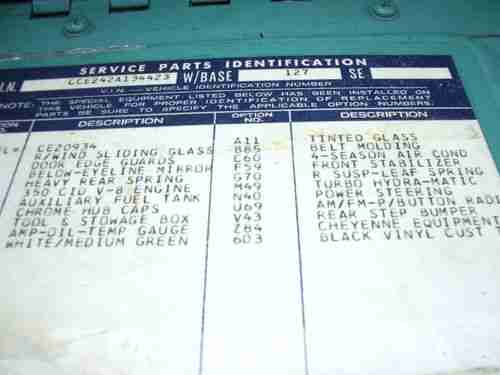 SERVICE PARTS IDENTIFICATION
I.N. CCE242A134423 W/BASE 127 SE
V.I.N.—VEHICLE IDENTIFICATION NUMBER
NOTE: THE SPECIAL EQUIPMENT LISTED BELOW HAS BEEN INSTALLED ON
THIS VEHICLE FOR PROPER IDENTIFICATION OF REPLACEMENT
PARTS BE SURE TO SPECIFY THE APPLICABLE OPTION NUMBERS.
DESCRIPTION OPTION NO. DESCRIPTION
CE20934 A11 TINTED GLASS
R/WIND SLIDING GLASS B85 BELT MOLDING
DOOR EDGE GUARDS C60 4-SEASON AIR COND
BELOW-EYELINE MIRROR F59 FRONT STABILIZER
HEAVY REAR SPRING G70 R SUSP-LEAF SPRING
350 CID V-8 ENGINE M49 TURBO HYDRA-MATIC
AUXILIARY FUEL TANK N40 POWER STEERING
CHROME HUB CAPS U69 AM/FM-P/BUTTON RADI
TOOL & STOWAGE BOX V43 REAR STEP BUMPER
AMP-OIL-TEMP GAUGE Z84 CHEYENNE EQUIPMENT
WHITE/MEDIUM GREEN 603 BLACK VINYL CUST